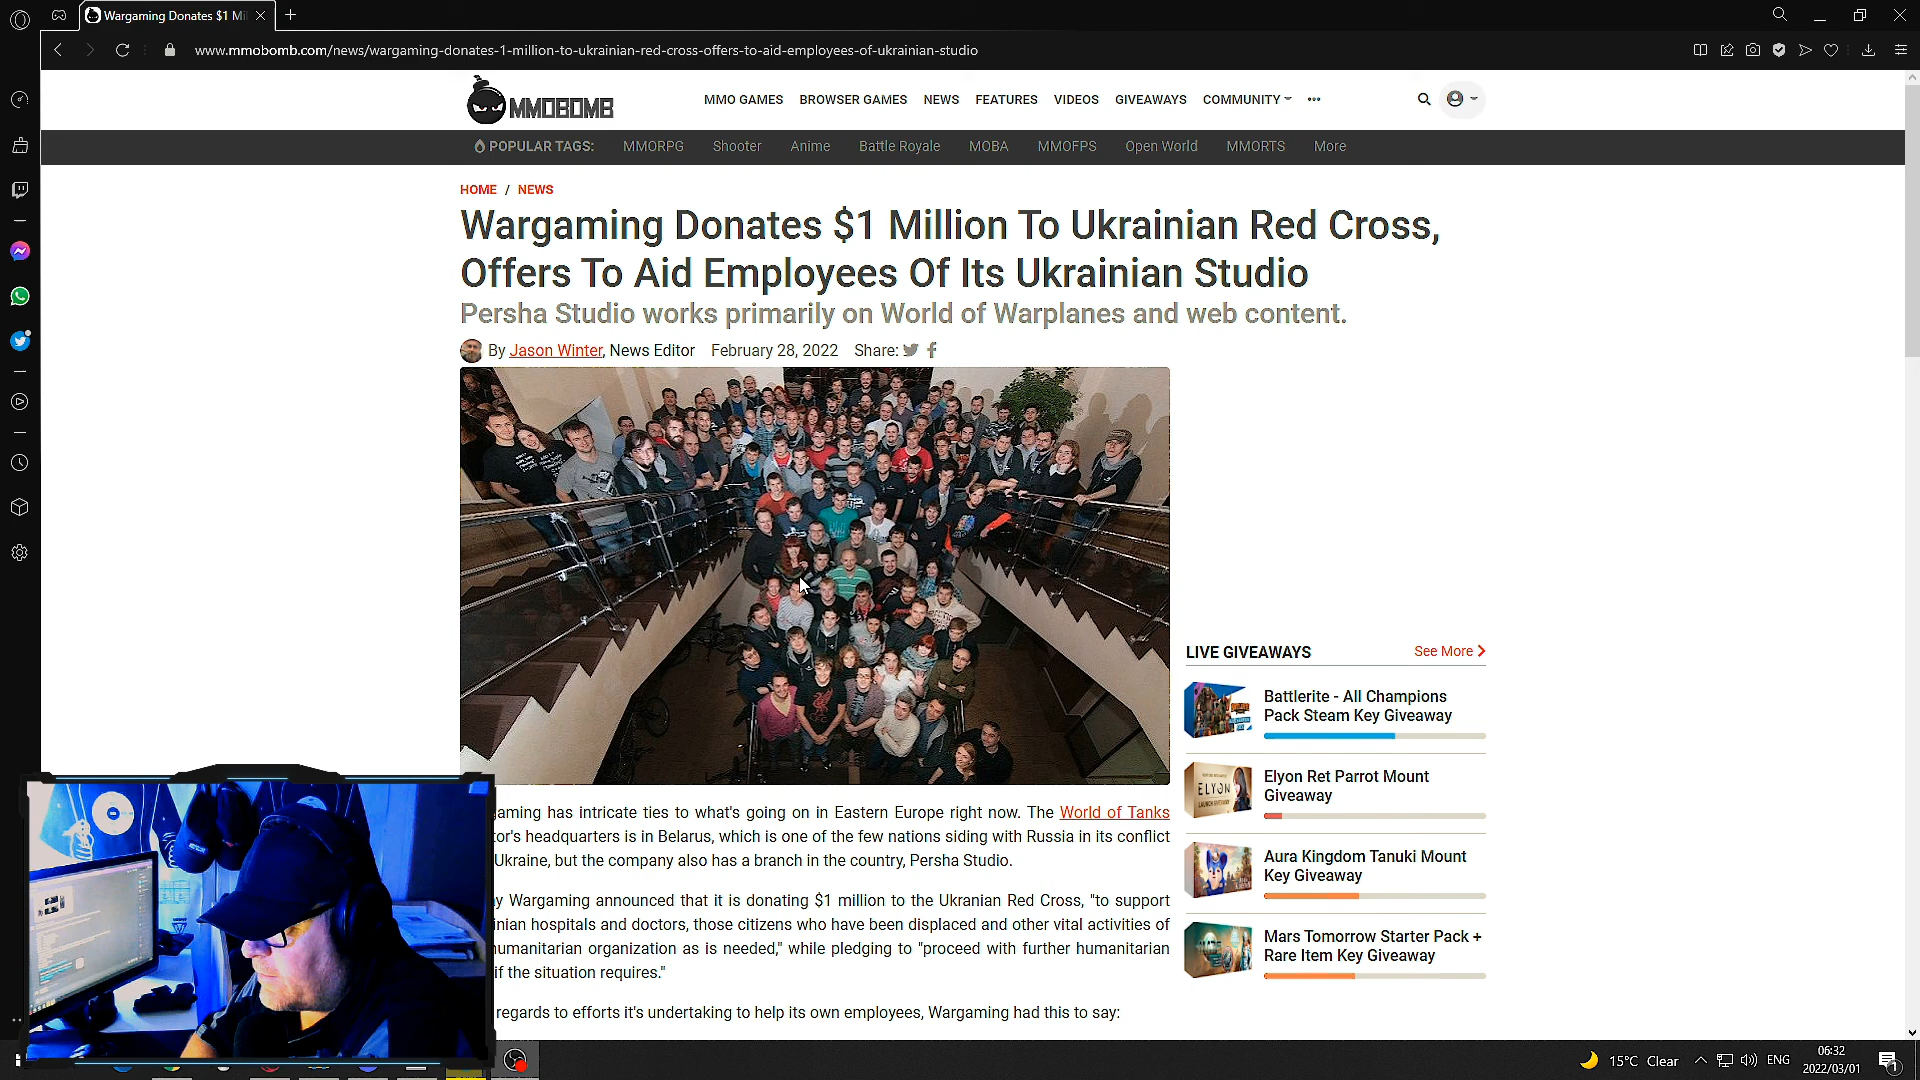 Wargaming Donates $1 Mil
www.mmobomb.com/news/wargaming-donates-1-million-to-ukrainian-red-cross-offers-to-aid-employees-of-ukrainian-studio
MMOBOMB
MMO GAMES BROWSER GAMES NEWS FEATURES VIDEOS GIVEAWAYS COMMUNITY
POPULAR TAGS: MMORPG Shooter Anime Battle Royale MOBA MMOFPS Open World MMORTS More
HOME / NEWS
Wargaming Donates $1 Million To Ukrainian Red Cross,
Offers To Aid Employees Of Its Ukrainian Studio
Persha Studio works primarily on World of Warplanes and web content.
By Jason Winter, News Editor February 28, 2022 Share:
LIVE GIVEAWAYS See More
Battlerite - All Champions
Pack Steam Key Giveaway
Elyon Ret Parrot Mount
Giveaway
Aura Kingdom Tanuki Mount
Key Giveaway
Mars Tomorrow Starter Pack +
Rare Item Key Giveaway
aming has intricate ties to what's going on in Eastern Europe right now. The World of Tanks
tor's headquarters is in Belarus, which is one of the few nations siding with Russia in its conflict
Ukraine, but the company also has a branch in the country, Persha Studio.
y Wargaming announced that it is donating $1 million to the Ukranian Red Cross, "to support
inian hospitals and doctors, those citizens who have been displaced and other vital activities of
umanitarian organization as is needed," while pledging to "proceed with further humanitarian
if the situation requires."
regards to efforts it's undertaking to help its own employees, Wargaming had this to say:
15°C Clear ENG
06:32
2022/03/01
1